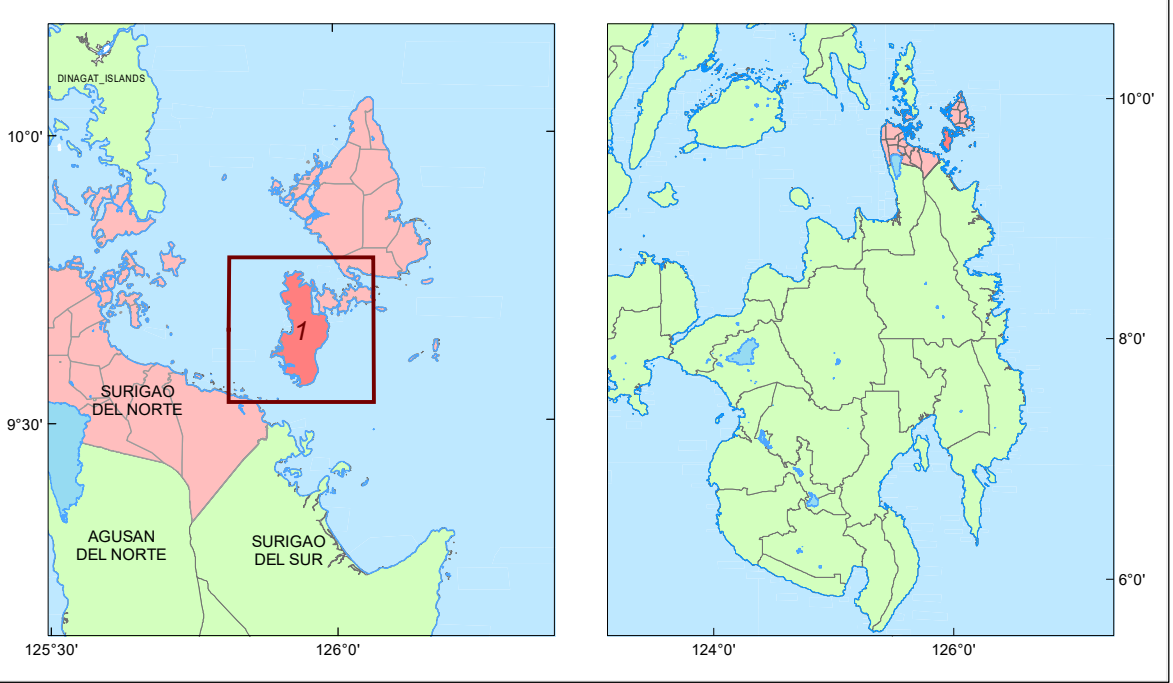 DINAGAT_ISLANDS
10°0'
10°0'
1
8°0'
SURIGAO
DEL NORTE
9°30'
AGUSAN
DEL NORTE
SURIGAO
DEL SUR
6°0'
125°30'
126°0'
124°0'
126°0'